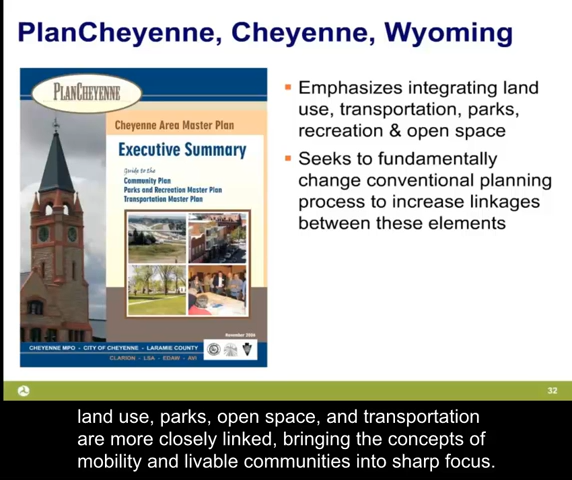 PlanCheyenne, Cheyenne, Wyoming
PLANCHEYENNE
Cheyenne Area Master Plan
Executive Summary
Guide to the
Community Plan
Parks and Recreation Master Plan
Transportation Master Plan
November 2006
CHEYENNE MPO - CITY OF CHEYENNE - LARAMIE COUNTY
CLARION - LSA - EDAW - AVI
Emphasizes integrating land
use, transportation, parks,
recreation & open space
Seeks to fundamentally
change conventional planning
process to increase linkages
between these elements
32
land use, parks, open space, and transportation
are more closely linked, bringing the concepts of
mobility and livable communities into sharp focus.